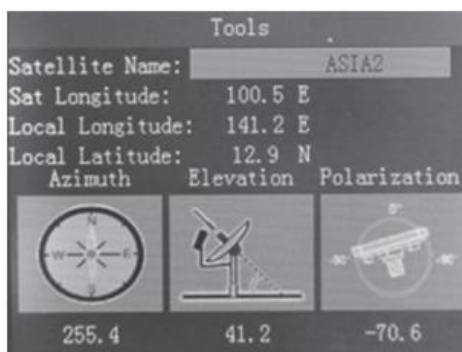 Tools
Satellite Name: ASIA2
Sat Longitude: 100.5 E
Local Longitude: 141.2 E
Local Latitude: 12.9 N
Azimuth Elevation Polarization
N
W E
S
0°
-90° -90°
255.4 41.2 -70.6